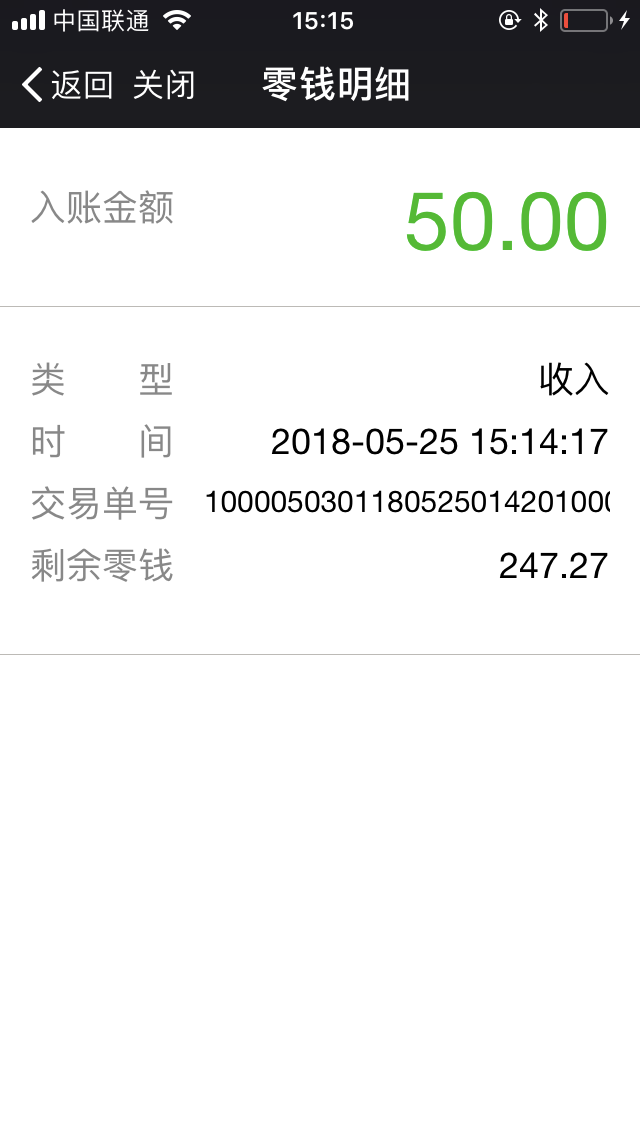 中国联通 15:15
返回 关闭 零钱明细
入账金额 50.00
类型 收入
时间 2018-05-25 15:14:17
交易单号 1000050301180525014201000
剩余零钱 247.27